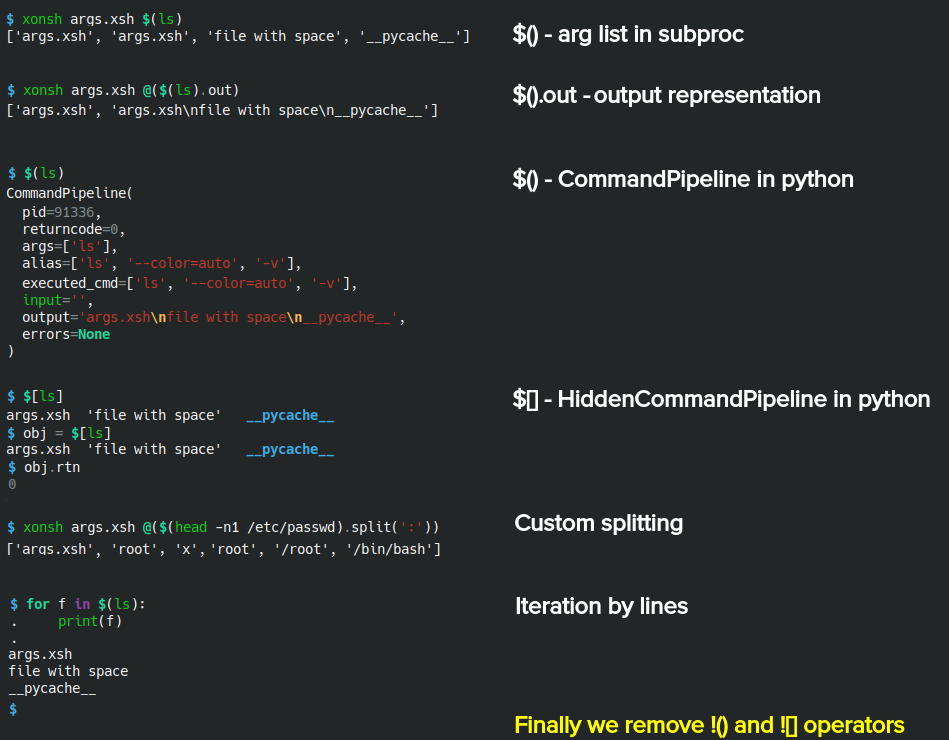 $ xonsh args.xsh $(ls)
['args.xsh', 'args.xsh', 'file with space', '__pycache__']
$() - arg list in subproc
$ xonsh args.xsh @($(ls).out)
['args.xsh', 'args.xsh\nfile with space\n__pycache__']
$().out - output representation
$ $(ls)
CommandPipeline(
  pid=91336,
  returncode=0,
  args=['ls'],
  alias=['ls', '--color=auto', '-v'],
  executed_cmd=['ls', '--color=auto', '-v'],
  input='',
  output='args.xsh\nfile with space\n__pycache__',
  errors=None
)
$() - CommandPipeline in python
$ $[ls]
args.xsh  'file with space'   __pycache__
$ obj = $[ls]
args.xsh  'file with space'   __pycache__
$ obj.rtn
0
$[] - HiddenCommandPipeline in python
$ xonsh args.xsh @($(head -n1 /etc/passwd).split(':'))
['args.xsh', 'root', 'x','root', '/root', '/bin/bash']
Custom splitting
$ for f in $(ls):
.     print(f)
.
args.xsh
file with space
__pycache__
$
Iteration by lines
Finally we remove !() and ![] operators